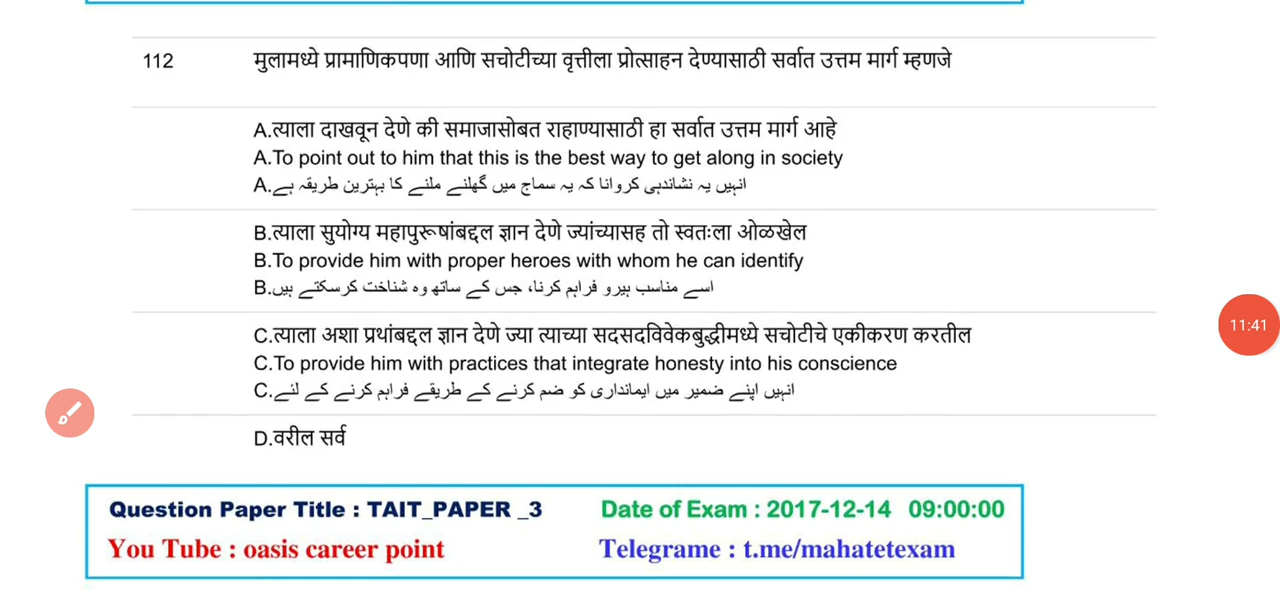 112 मुलामध्ये प्रामाणिकपणा आणि सचोटीच्या वृत्तीला प्रोत्साहन देण्यासाठी सर्वात उत्तम मार्ग म्हणजे
A.त्याला दाखवून देणे की समाजासोबत राहाण्यासाठी हा सर्वात उत्तम मार्ग आहे
A.To point out to him that this is the best way to get along in society
A.انہیں یہ نشاندہی کروانا کہ یہ سماج میں گھلنے ملنے کا بہترین طریقہ ہے
B.त्याला सुयोग्य महापुरूषांबद्दल ज्ञान देणे ज्यांच्यासह तो स्वतःला ओळखेल
B.To provide him with proper heroes with whom he can identify
B.اسے مناسب ہیرو فراہم کرنا، جس کے ساتھ وہ شناخت کرسکتے ہیں
C.त्याला अशा प्रथांबद्दल ज्ञान देणे ज्या त्याच्या सदसदविवेकबुद्धीमध्ये सचोटीचे एकीकरण करतील
C.To provide him with practices that integrate honesty into his conscience
C.انہیں اپنے ضمیر میں ایمانداری کو ضم کرنے کے طریقے فراہم کرنے کے لئے
11:41
D.वरील सर्व
Question Paper Title : TAIT_PAPER _3 Date of Exam : 2017-12-14 09:00:00
You Tube : oasis career point Telegrame : t.me/mahatetexam